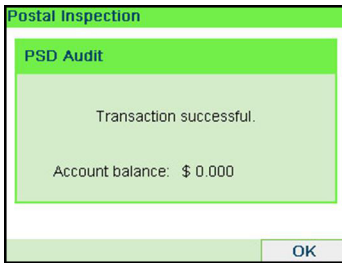 Postal Inspection
PSD Audit
Transaction successful.
Account balance: $ 0.000
OK